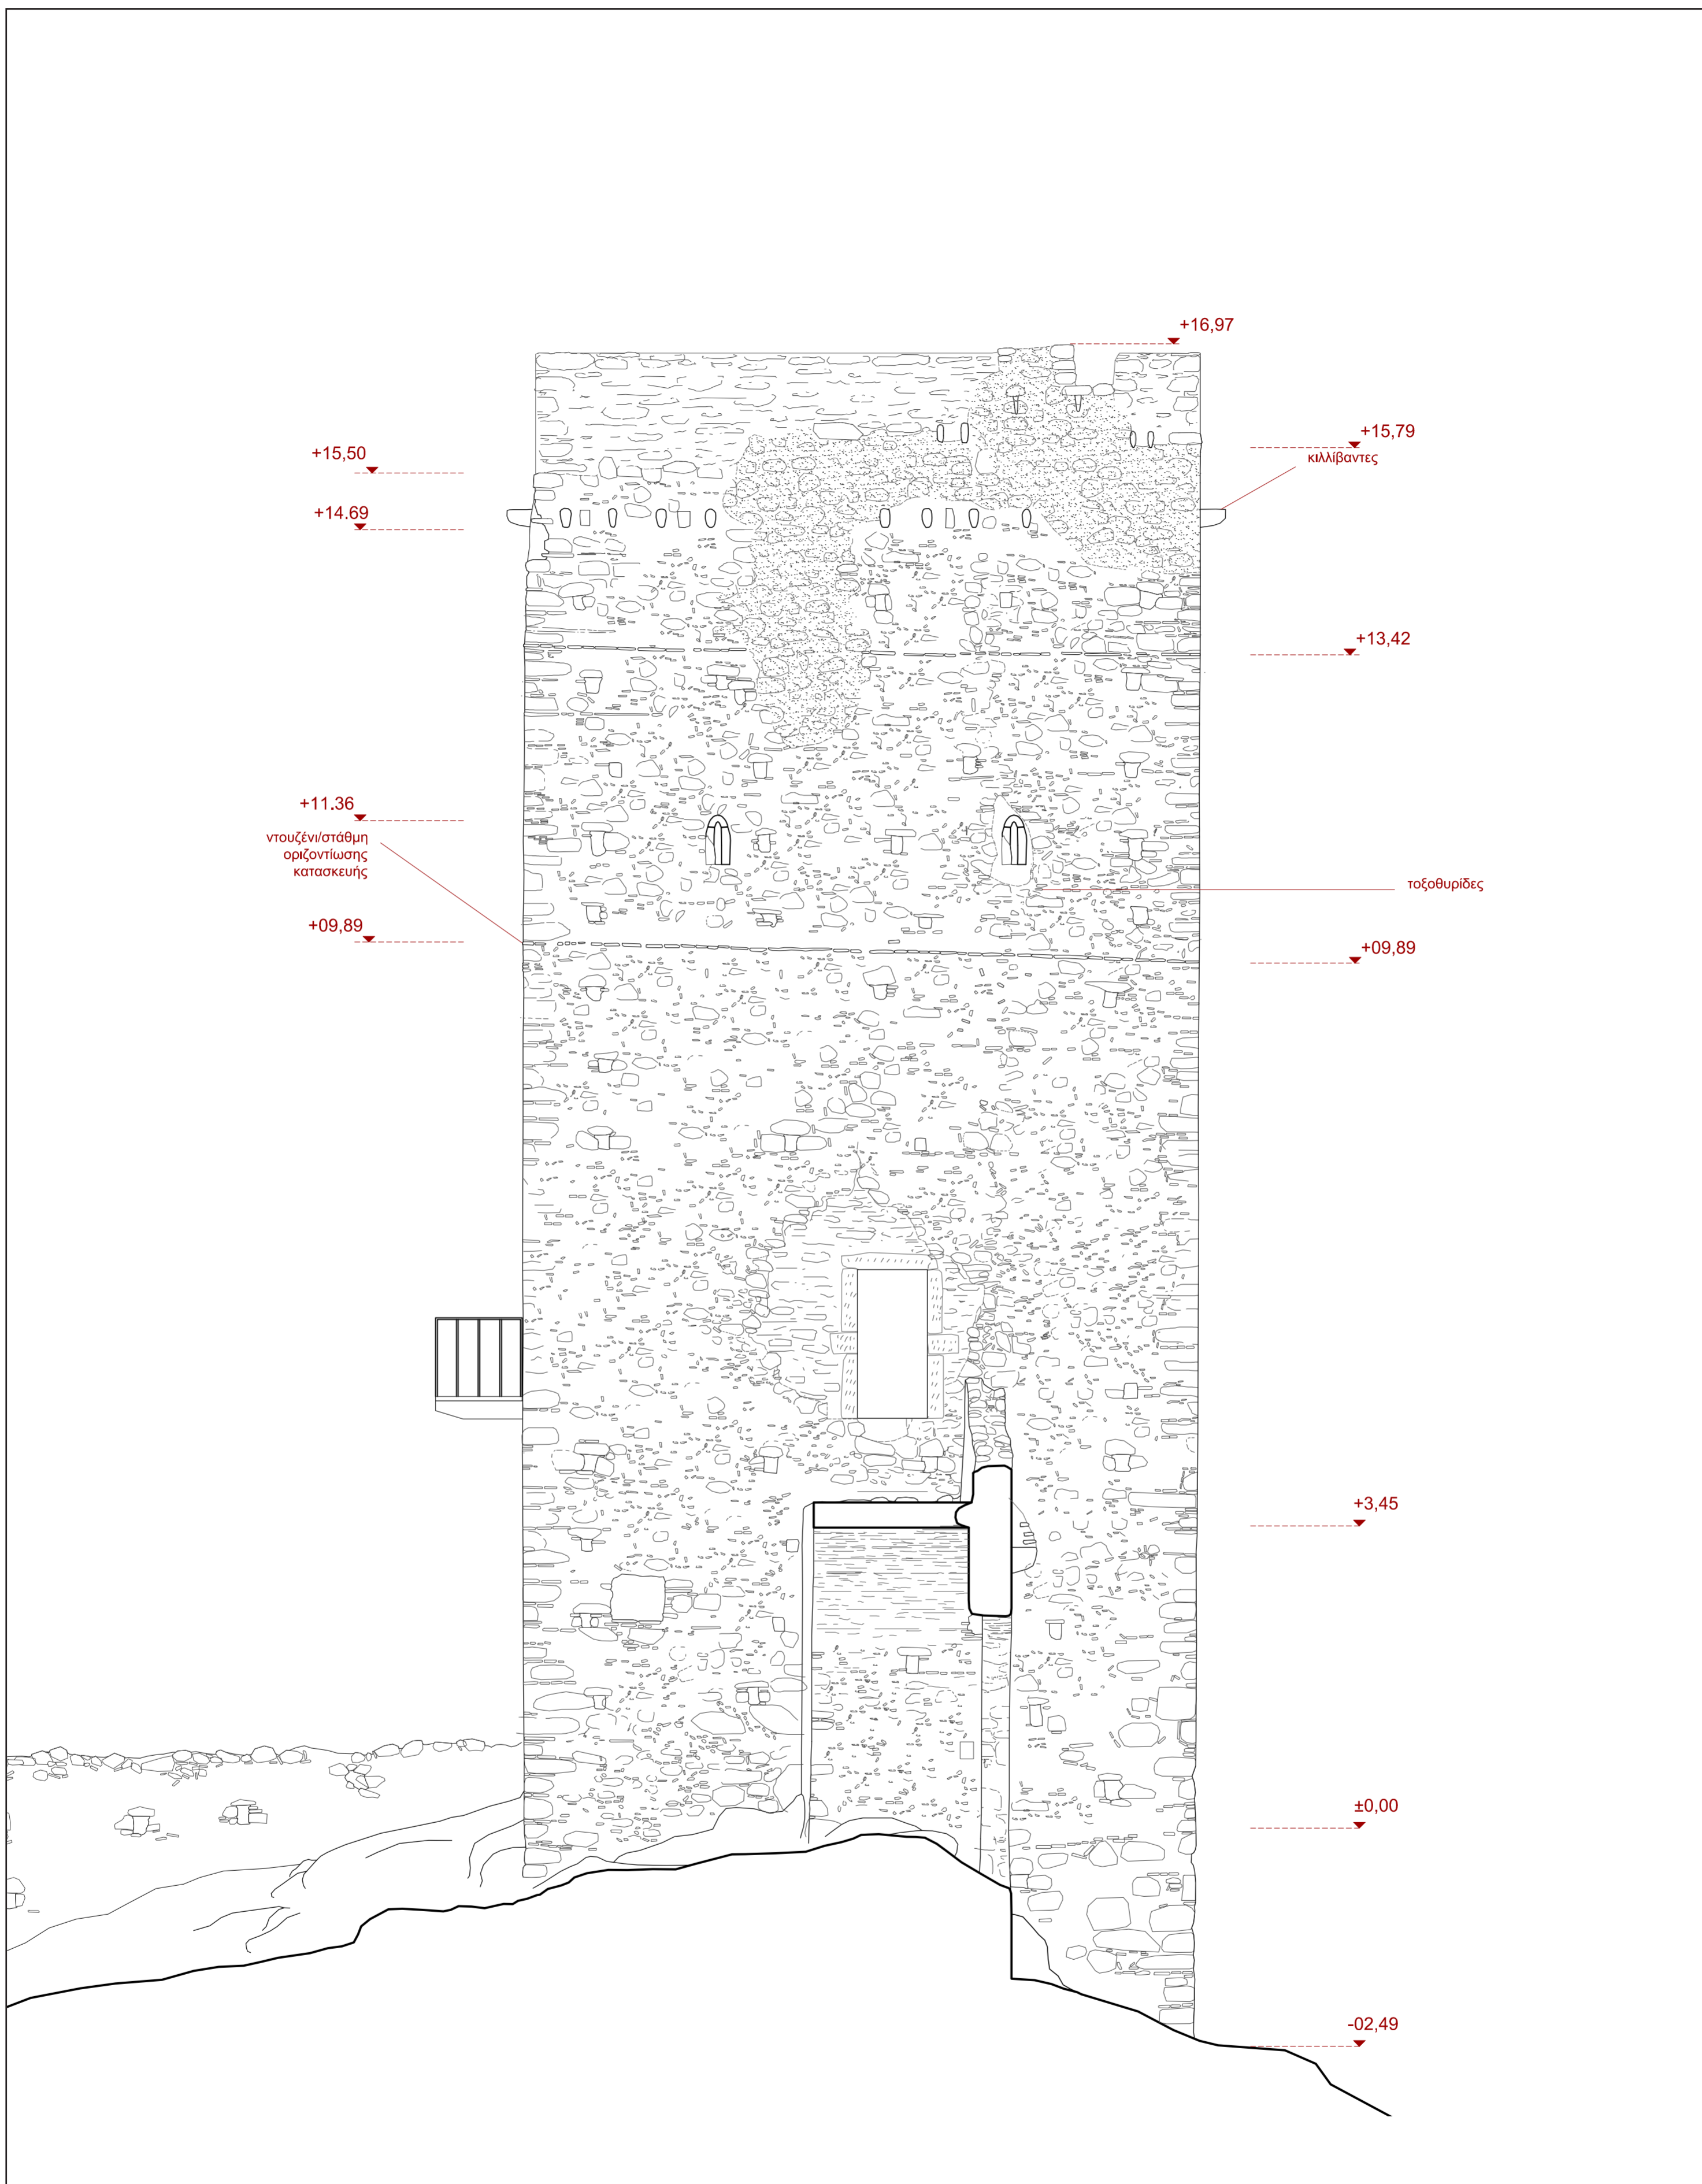 +16,97
+15,79
κιλλίβαντες
+15,50
+14.69
+13,42
+11.36
ντουζένι/στάθμη
οριζοντίωσης
κατασκευής
τοξοθυρίδες
+09,89
+09,89
+3,45
±0,00
-02,49